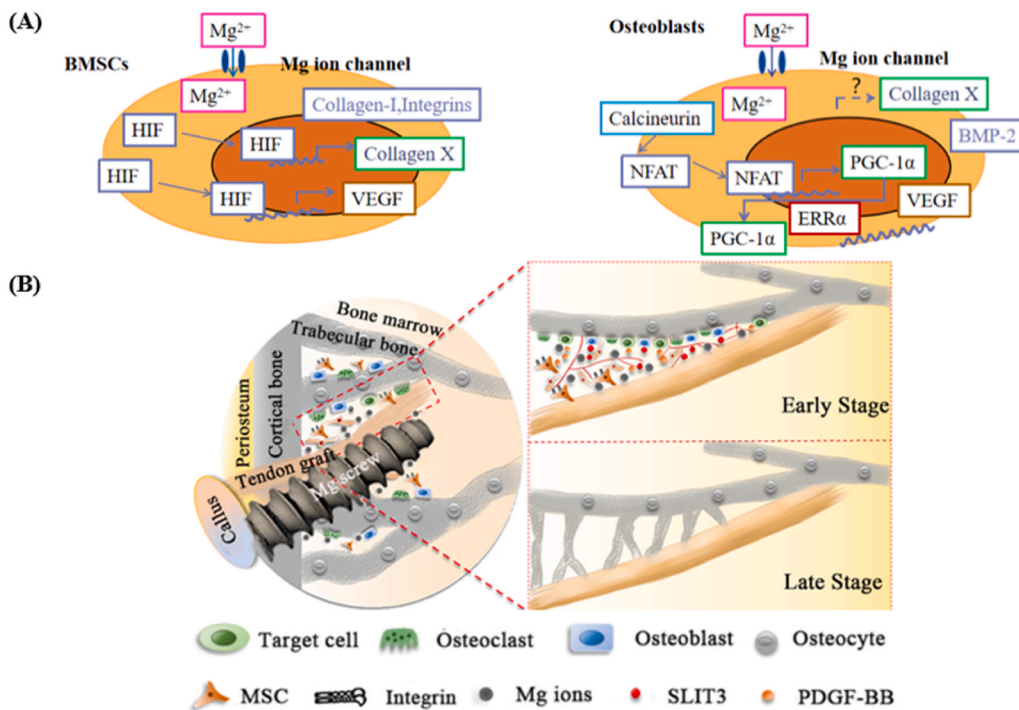 (A)
Mg²⁺
BMSCs
Mg ion channel
Mg²⁺
Collagen-I,Integrins
HIF
HIF
Collagen X
HIF
HIF
VEGF
Osteoblasts
Mg²⁺
Mg ion channel
?
Mg²⁺
Collagen X
Calcineurin
BMP-2
NFAT
NFAT
PGC-1α
VEGF
ERRα
PGC-1α
(B)
Bone marrow
Trabecular bone
Periosteum
Cortical bone
Tendon graft
Mg screw
Callus
Early Stage
Late Stage
Target cell
Osteoclast
Osteoblast
Osteocyte
MSC
Integrin
Mg ions
SLIT3
PDGF-BB